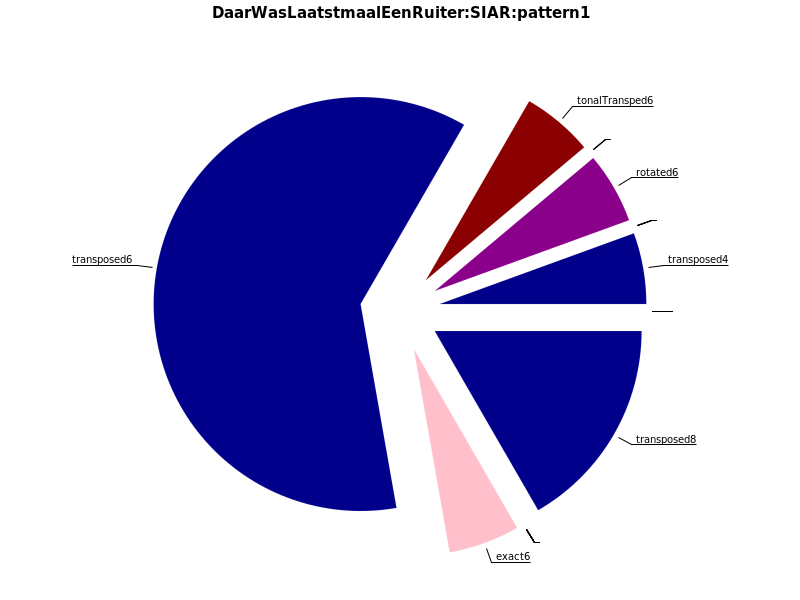 DaarWasLaatstmaalEenRuiter:SIAR:pattern1
tonalTransped6
rotated6
transposed6
transposed4
transposed8
exact6